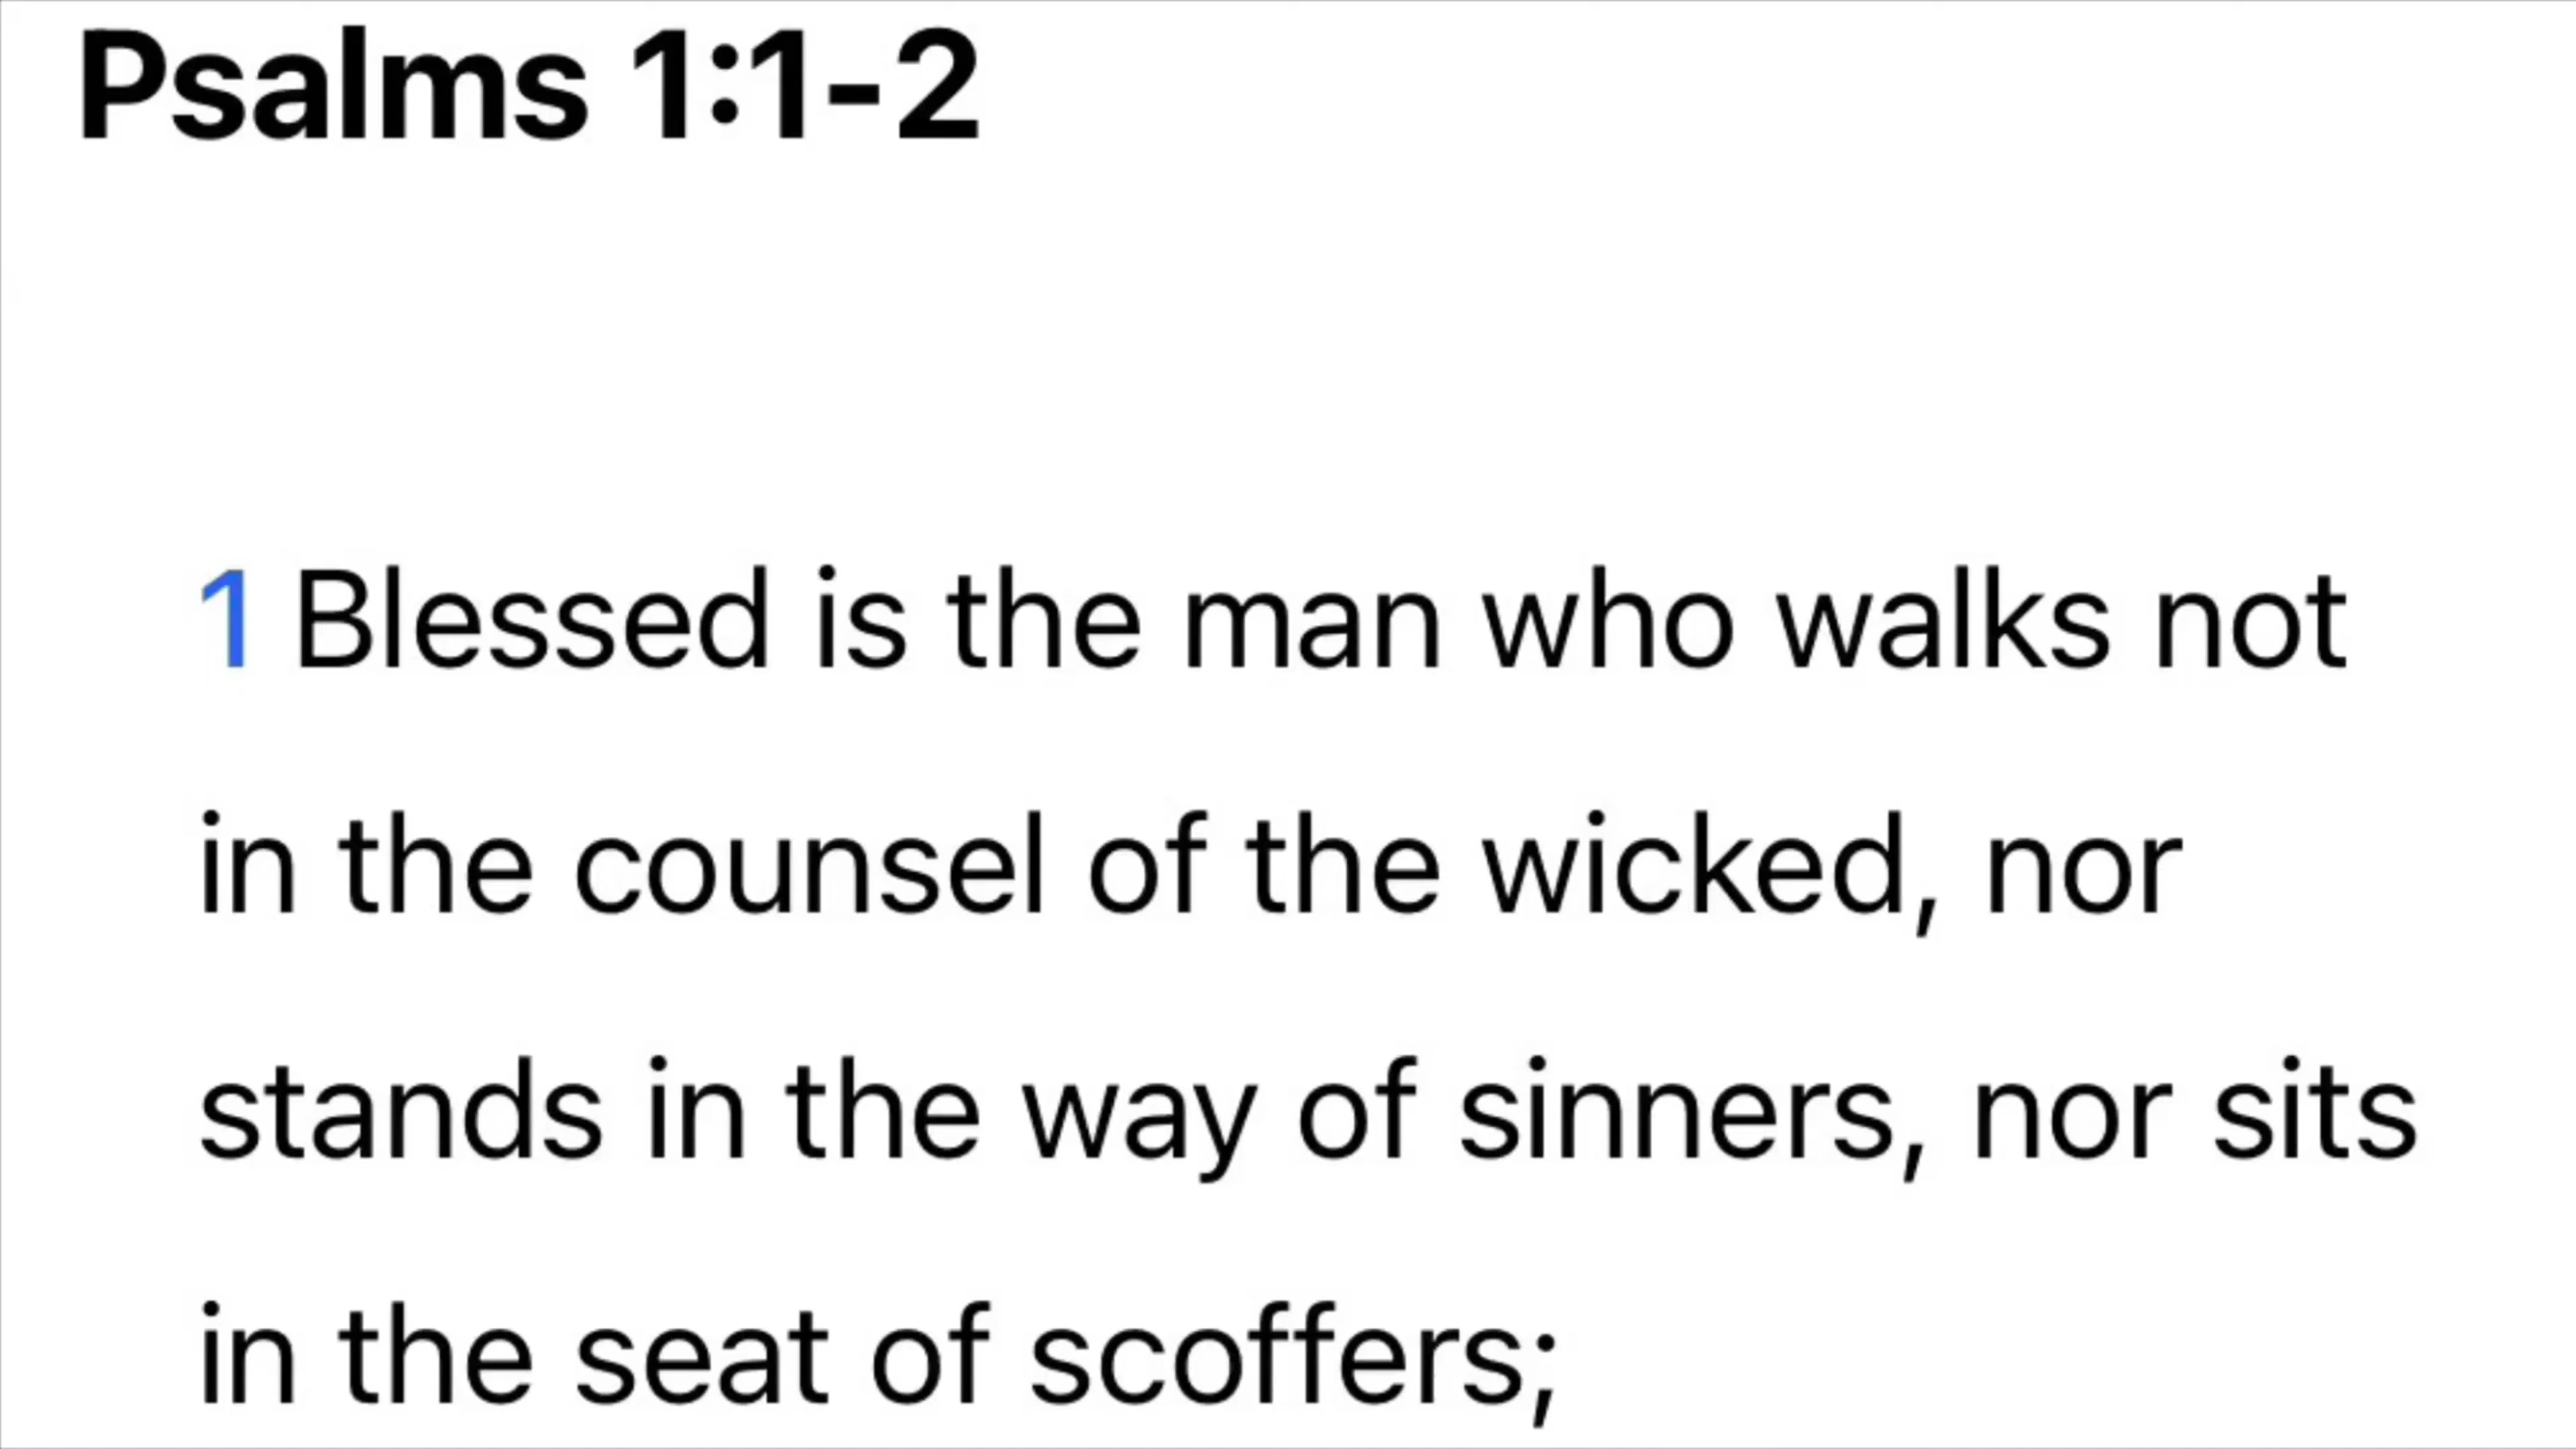 Psalms 1:1-2
1 Blessed is the man who walks not
in the counsel of the wicked, nor
stands in the way of sinners, nor sits
in the seat of scoffers;